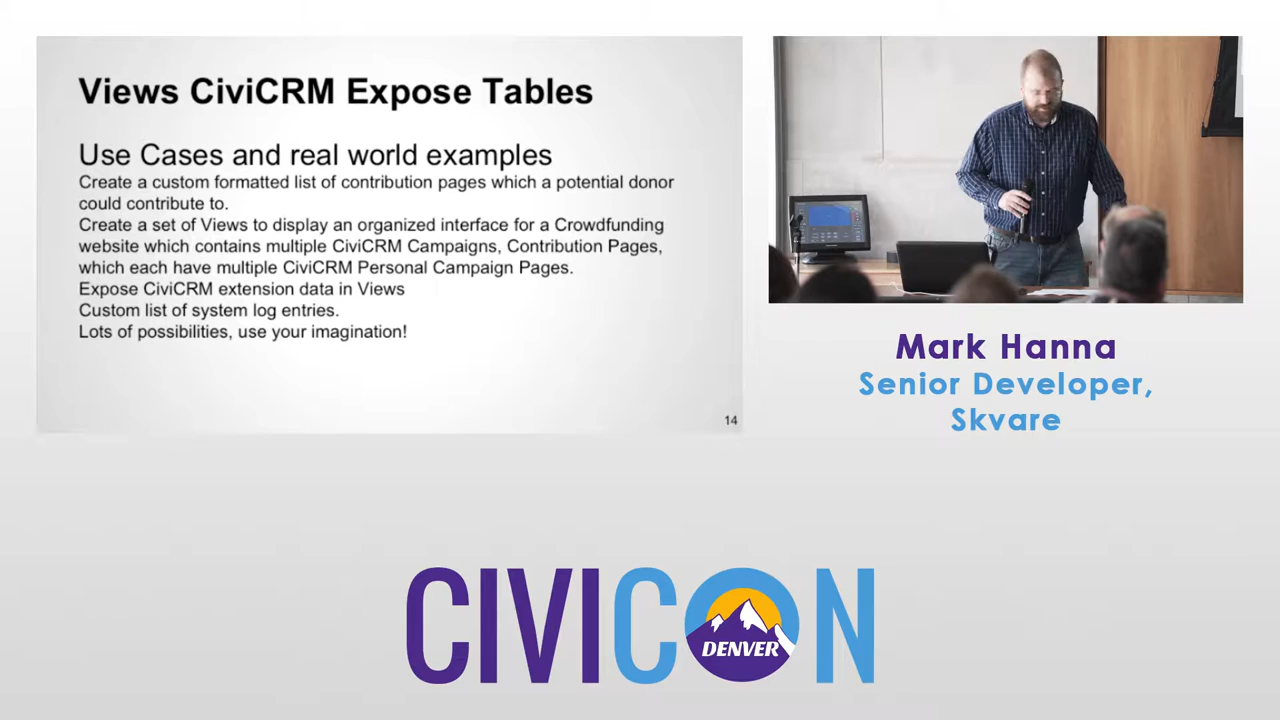 Views CiviCRM Expose Tables
Use Cases and real world examples
Create a custom formatted list of contribution pages which a potential donor
could contribute to.
Create a set of Views to display an organized interface for a Crowdfunding
website which contains multiple CiviCRM Campaigns, Contribution Pages,
which each have multiple CiviCRM Personal Campaign Pages.
Expose CiviCRM extension data in Views
Custom list of system log entries.
Lots of possibilities, use your imagination!
14
Mark Hanna
Senior Developer,
Skvare
CIVICON
DENVER